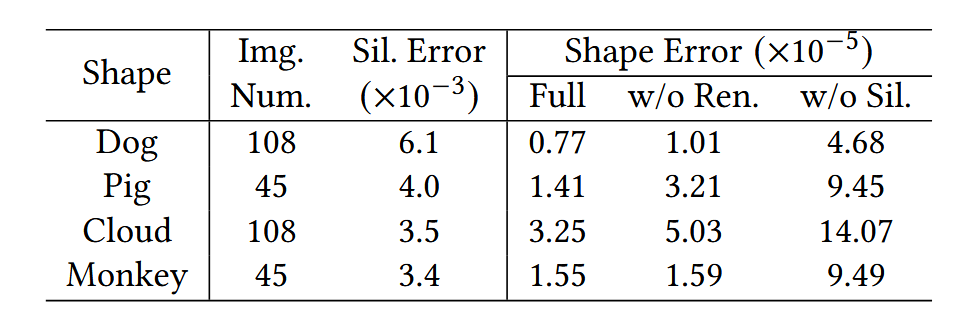 Shape Img. Num. Sil. Error (×10⁻³) Shape Error (×10⁻⁵)
Full w/o Ren. w/o Sil.
Dog 108 6.1 0.77 1.01 4.68
Pig 45 4.0 1.41 3.21 9.45
Cloud 108 3.5 3.25 5.03 14.07
Monkey 45 3.4 1.55 1.59 9.49